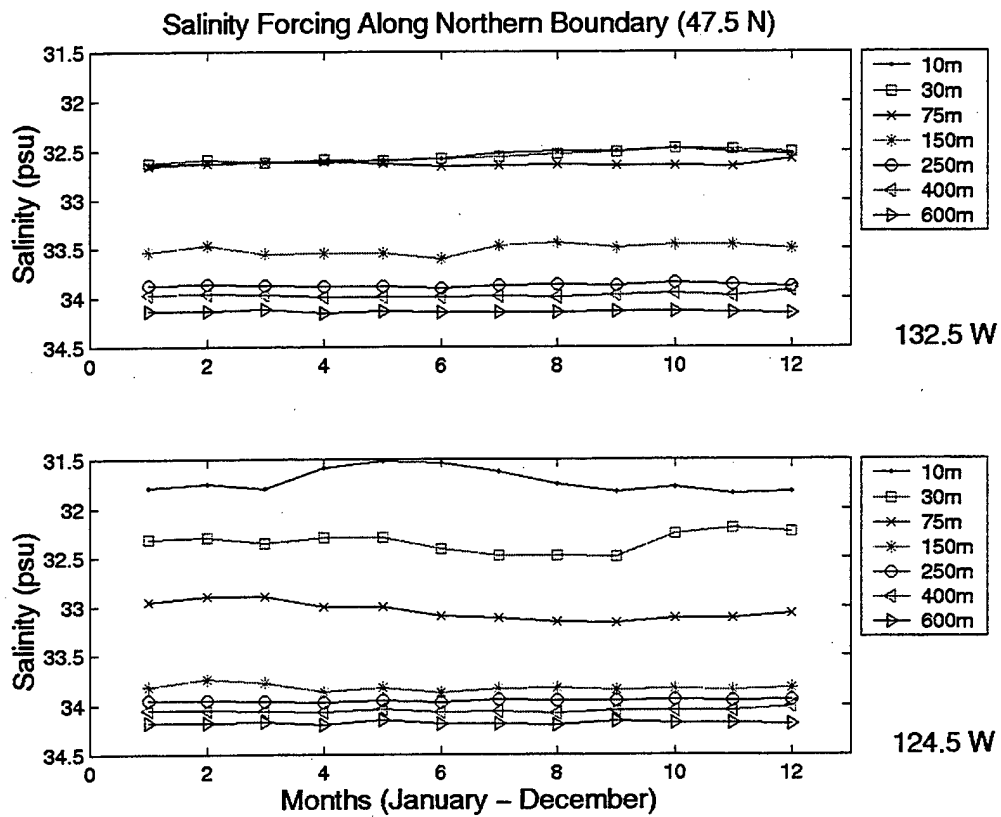 Salinity Forcing Along Northern Boundary (47.5 N)
31.5
32
32.5
33
33.5
34
34.5
Salinity (psu)
0
2
4
6
8
10
12
10m
30m
75m
150m
250m
400m
600m
132.5 W
31.5
32
32.5
33
33.5
34
34.5
Salinity (psu)
0
2
4
6
8
10
12
Months (January – December)
10m
30m
75m
150m
250m
400m
600m
124.5 W